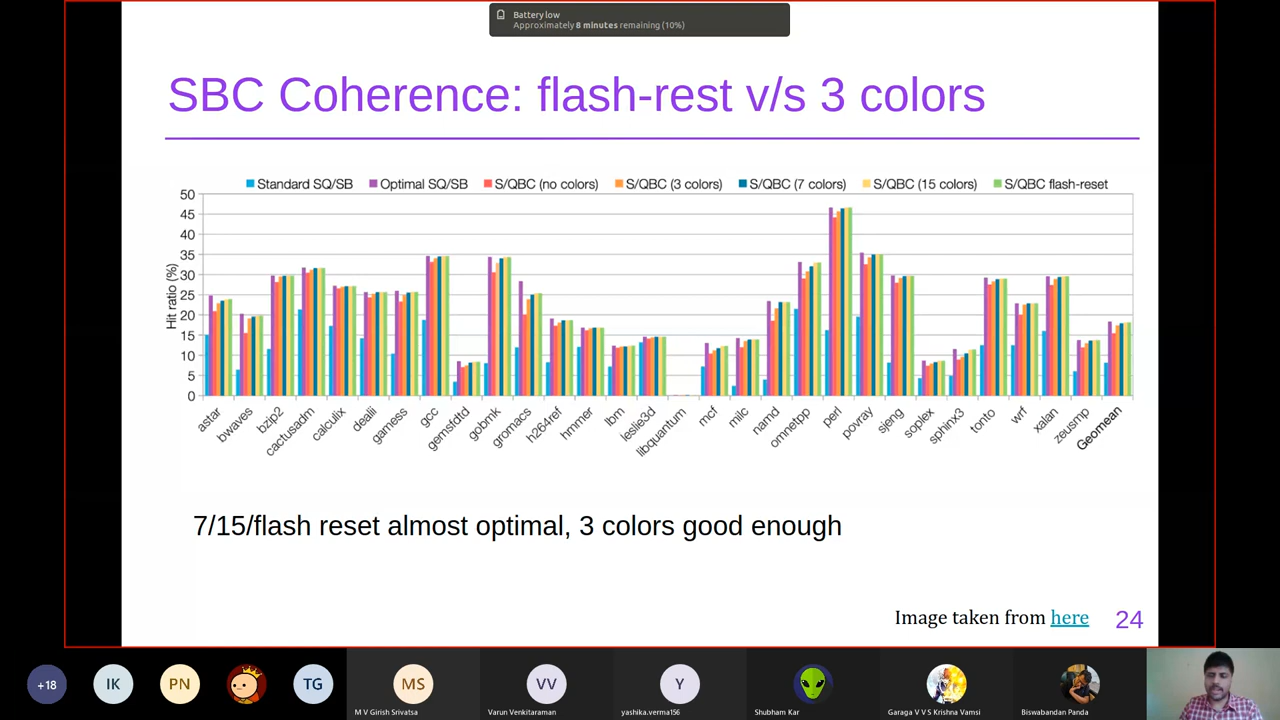 Battery low
Approximately 8 minutes remaining (10%)
SBC Coherence: flash-rest v/s 3 colors
Standard SQ/SB Optimal SQ/SB S/QBC (no colors) S/QBC (3 colors) S/QBC (7 colors) S/QBC (15 colors) S/QBC flash-reset
50
45
40
35
30
25
20
15
10
5
0
Hit ratio (%)
astar bwaves bzip2 cactusadm calculix dealii gamess gcc gemsfdtd gobmk gromacs h264ref hmmer lbm leslie3d libquantum mcf milc namd omnetpp perl povray sjeng soplex sphinx3 tonto wrf xalan zeusmp Geomean
7/15/flash reset almost optimal, 3 colors good enough
Image taken from here 24
+18 IK PN TG MS VV Y
M V Girish Srivatsa Varun Venkitaraman yashika.verma156 Shubham Kar Garaga V V S Krishna Vamsi Biswabandan Panda